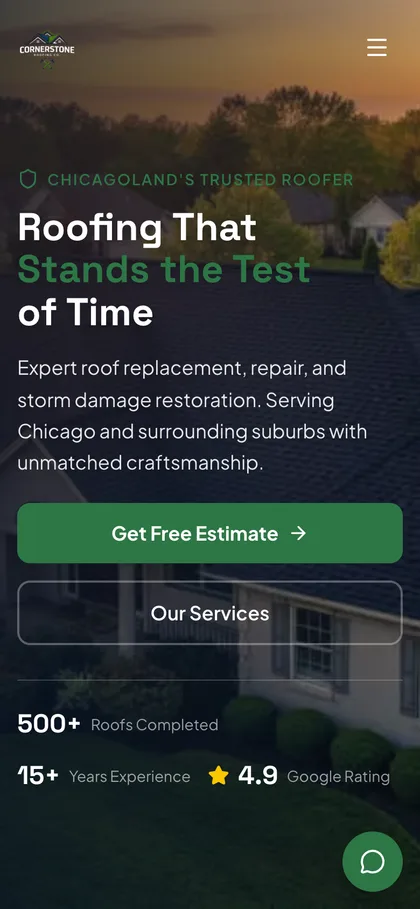 CORNERSTONE
ROOFING CO.
CHICAGOLAND'S TRUSTED ROOFER
Roofing That
Stands the Test
of Time
Expert roof replacement, repair, and
storm damage restoration. Serving
Chicago and surrounding suburbs with
unmatched craftsmanship.
Get Free Estimate
Our Services
500+ Roofs Completed
15+ Years Experience 4.9 Google Rating